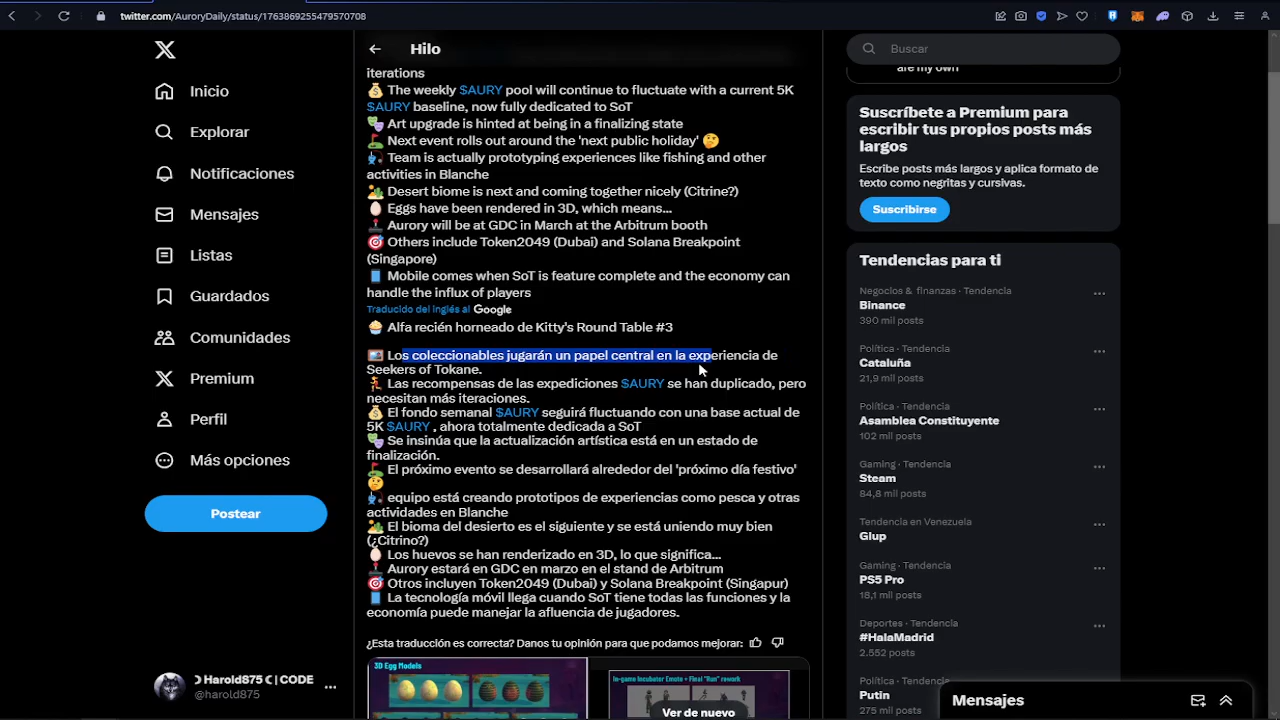 twitter.com/AuroryDaily/status/1763869255479570708
Inicio
Explorar
Notificaciones
Mensajes
Listas
Guardados
Comunidades
Premium
Perfil
Más opciones
Postear
☽Harold875☾| CODE
@harold875
Hilo
iterations
💰 The weekly $AURY pool will continue to fluctuate with a current 5K
$AURY baseline, now fully dedicated to SoT
🎭 Art upgrade is hinted at being in a finalizing state
⛳ Next event rolls out around the 'next public holiday' 🤔
🎣 Team is actually prototyping experiences like fishing and other
activities in Blanche
🏜️ Desert biome is next and coming together nicely (Citrine?)
🥚 Eggs have been rendered in 3D, which means...
🕹️ Aurory will be at GDC in March at the Arbitrum booth
🎯 Others include Token2049 (Dubai) and Solana Breakpoint
(Singapore)
📱 Mobile comes when SoT is feature complete and the economy can
handle the influx of players
Traducido del inglés al Google
🧁 Alfa recién horneado de Kitty's Round Table #3
🖼️ Los coleccionables jugarán un papel central en la experiencia de
Seekers of Tokane.
🏃 Las recompensas de las expediciones $AURY se han duplicado, pero
necesitan más iteraciones.
💰 El fondo semanal $AURY seguirá fluctuando con una base actual de
5K $AURY , ahora totalmente dedicada a SoT
🎭 Se insinúa que la actualización artística está en un estado de
finalización.
⛳ El próximo evento se desarrollará alrededor del 'próximo día festivo'
🤔
🎣 equipo está creando prototipos de experiencias como pesca y otras
actividades en Blanche
🏜️ El bioma del desierto es el siguiente y se está uniendo muy bien
(¿Citrino?)
🥚 Los huevos se han renderizado en 3D, lo que significa...
🕹️ Aurory estará en GDC en marzo en el stand de Arbitrum
🎯 Otros incluyen Token2049 (Dubai) y Solana Breakpoint (Singapur)
📱 La tecnología móvil llega cuando SoT tiene todas las funciones y la
economía puede manejar la afluencia de jugadores.
¿Esta traducción es correcta? Danos tu opinión para que podamos mejorar:
3D Egg Models
In-game Incubator Emote + Final "Run" rework
Ver de nuevo
Buscar
are my own
Suscríbete a Premium para
escribir tus propios posts más
largos
Escribe posts más largos y aplica formato de
texto como negritas y cursivas.
Suscribirse
Tendencias para ti
Negocios & finanzas · Tendencia
Binance
390 mil posts
Política · Tendencia
Cataluña
21,9 mil posts
Política · Tendencia
Asamblea Constituyente
102 mil posts
Gaming · Tendencia
Steam
84,8 mil posts
Tendencia en Venezuela
Glup
Gaming · Tendencia
PS5 Pro
18,1 mil posts
Deportes · Tendencia
#HalaMadrid
2.552 posts
Política · Tendencia
Putin
275 mil posts
Mensajes